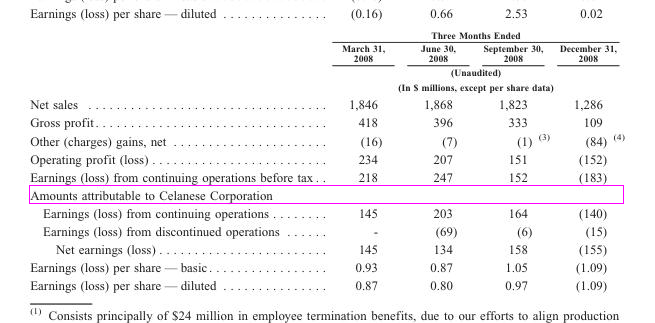 Earnings (loss) per share — diluted . . . . . . . . . . . . . . (0.16) 0.66 2.53 0.02
Three Months Ended
March 31, 2008 June 30, 2008 September 30, 2008 December 31, 2008
(Unaudited)
(In $ millions, except per share data)
Net sales . . . . . . . . . . . . . . . . . . . . . . . . . . . . . . . . 1,846 1,868 1,823 1,286
Gross profit . . . . . . . . . . . . . . . . . . . . . . . . . . . . . . . 418 396 333 109
Other (charges) gains, net . . . . . . . . . . . . . . . . . . . . . (16) (7) (1) (3) (84) (4)
Operating profit (loss) . . . . . . . . . . . . . . . . . . . . . . . . 234 207 151 (152)
Earnings (loss) from continuing operations before tax . . 218 247 152 (183)
Amounts attributable to Celanese Corporation
Earnings (loss) from continuing operations . . . . . . . . 145 203 164 (140)
Earnings (loss) from discontinued operations . . . . . . - (69) (6) (15)
Net earnings (loss) . . . . . . . . . . . . . . . . . . . . . . . 145 134 158 (155)
Earnings (loss) per share — basic . . . . . . . . . . . . . . . . 0.93 0.87 1.05 (1.09)
Earnings (loss) per share — diluted . . . . . . . . . . . . . . 0.87 0.80 0.97 (1.09)
(1) Consists principally of $24 million in employee termination benefits, due to our efforts to align production